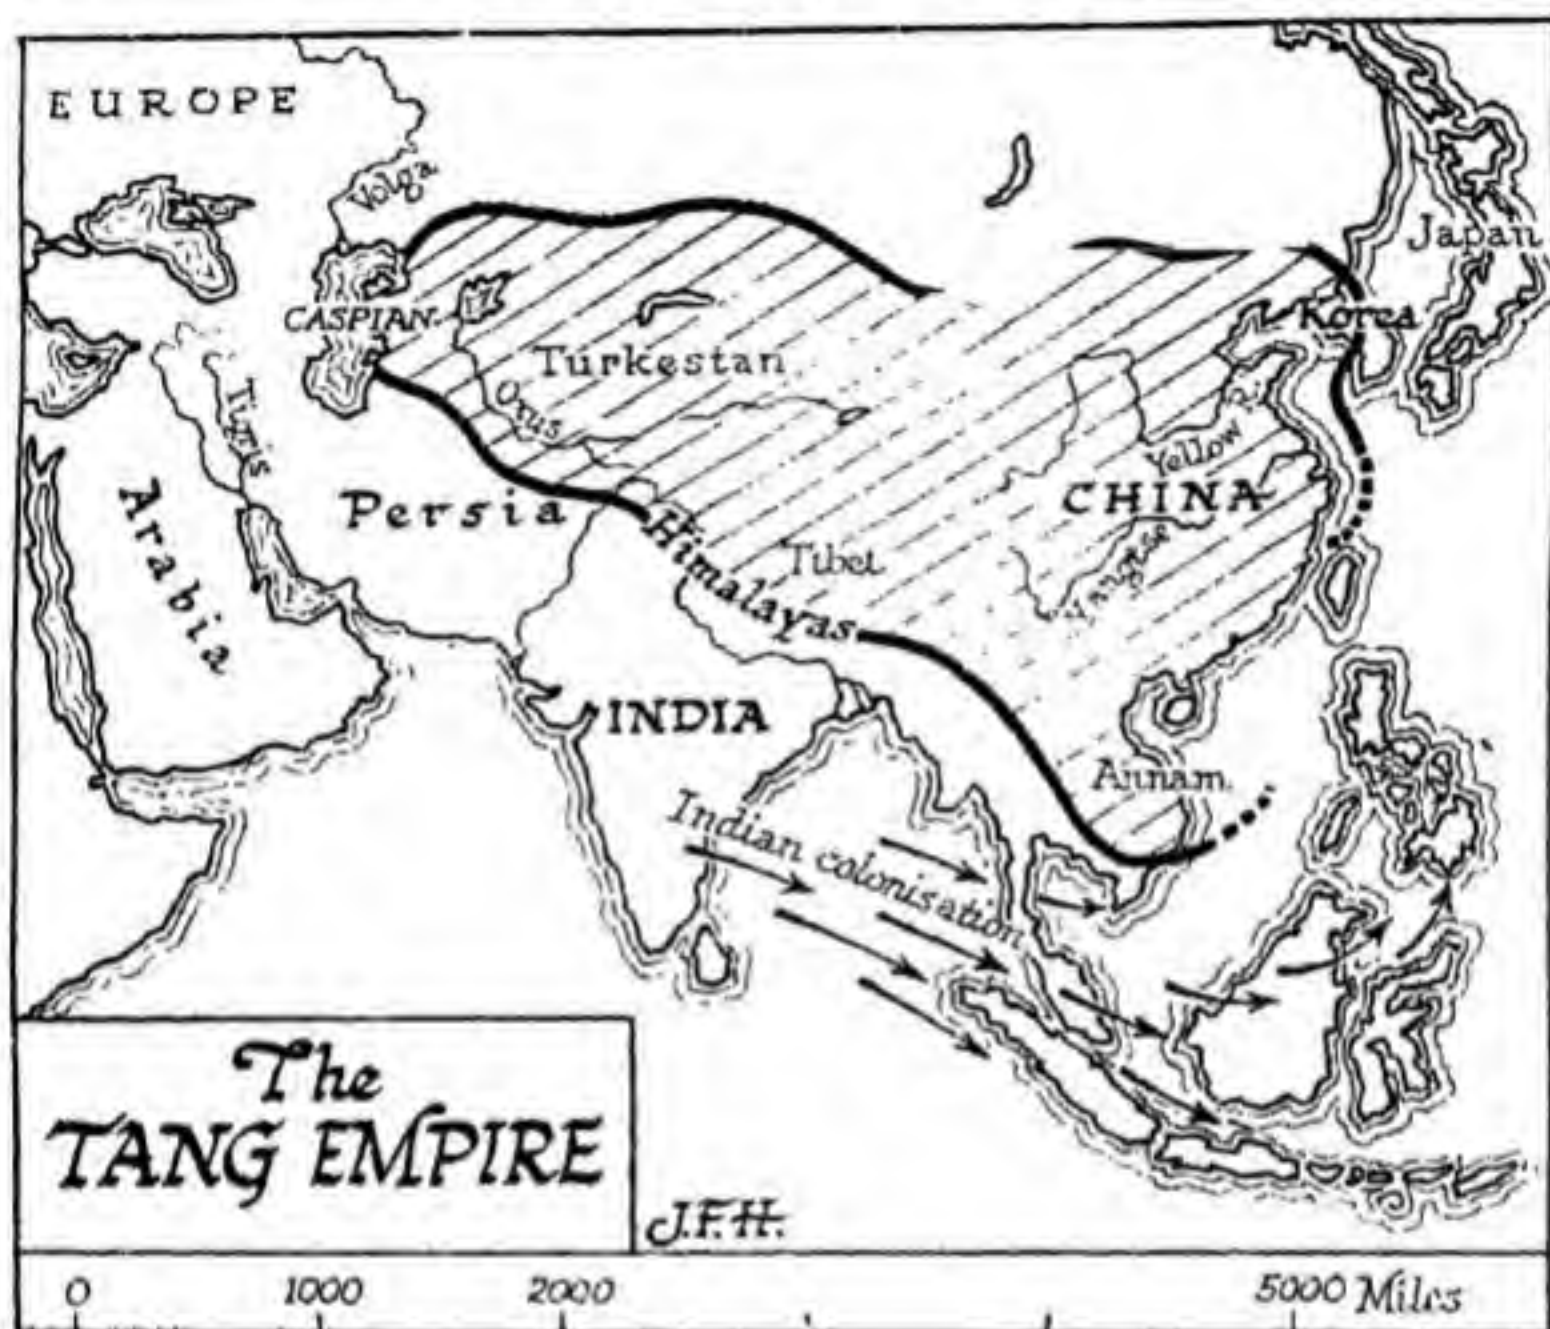 EUROPE
Volga
Japan
CASPIAN
Korea
Turkestan
Oxus
Tigris
Yellow
CHINA
Persia
Arabia
Himalayas
Tibet
Yangtse
INDIA
Annam
Indian colonisation
The
TANG EMPIRE
J.F.H.
0 1000 2000 5000 Miles